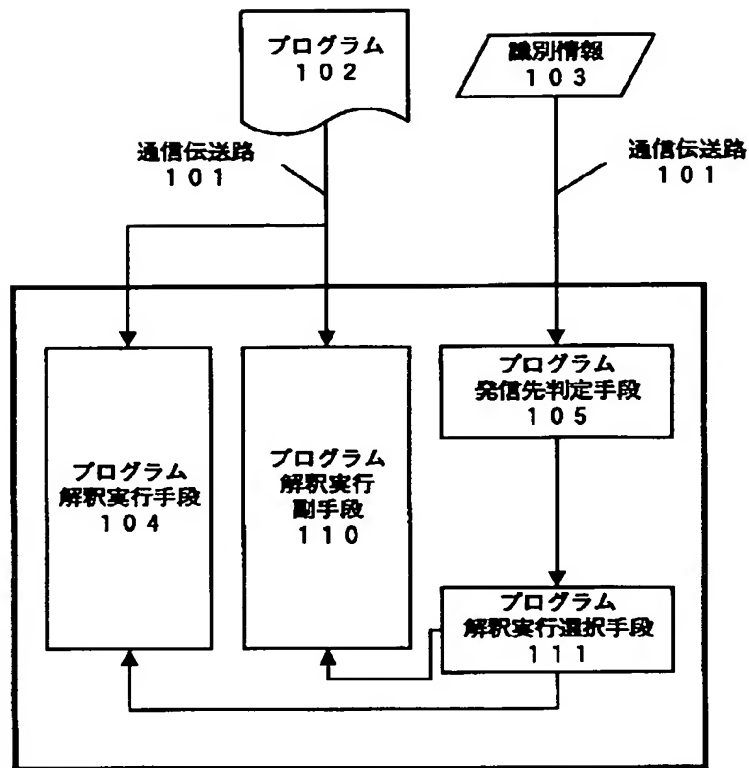 プログラム
１０２
識別情報
１０３
通信伝送路
１０１
通信伝送路
１０１
プログラム
解釈実行手段
１０４
プログラム
解釈実行
副手段
１１０
プログラム
発信先判定手段
１０５
プログラム
解釈実行選択手段
１１１